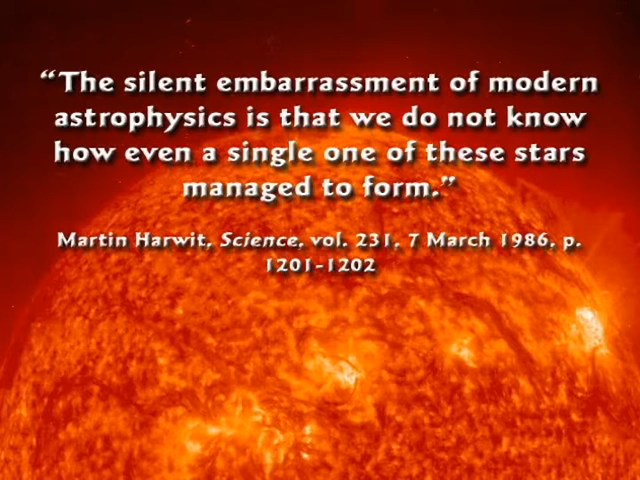 “The silent embarrassment of modern
astrophysics is that we do not know
how even a single one of these stars
managed to form.”
Martin Harwit, Science, vol. 231, 7 March 1986, p.
1201-1202